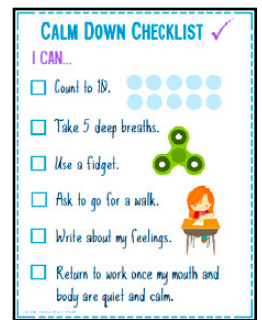 CALM DOWN CHECKLIST
I CAN...
Count to 10.
Take 5 deep breaths.
Use a fidget.
Ask to go for a walk.
Write about my feelings.
Return to work once my mouth and
body are quiet and calm.